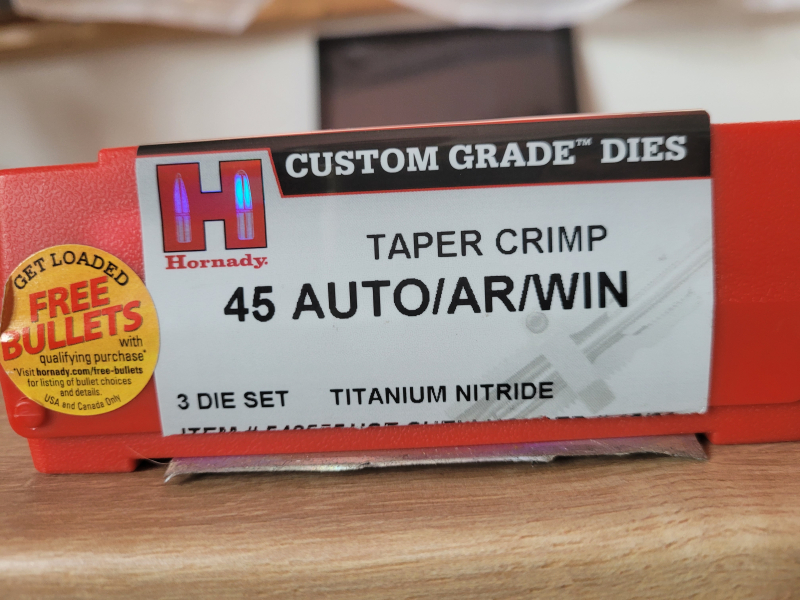 CUSTOM GRADE™ DIES
H
Hornady.
TAPER CRIMP
45 AUTO/AR/WIN
3 DIE SET TITANIUM NITRIDE
ITEM #
GET LOADED
FREE
BULLETS
with
qualifying purchase*
*Visit hornady.com/free-bullets
for listing of bullet choices
and details.
USA and Canada Only